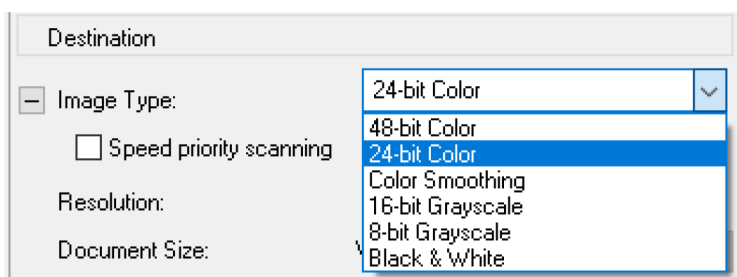 Destination
Image Type:
24-bit Color
48-bit Color
Speed priority scanning
24-bit Color
Color Smoothing
Resolution:
16-bit Grayscale
8-bit Grayscale
Document Size:
Black & White